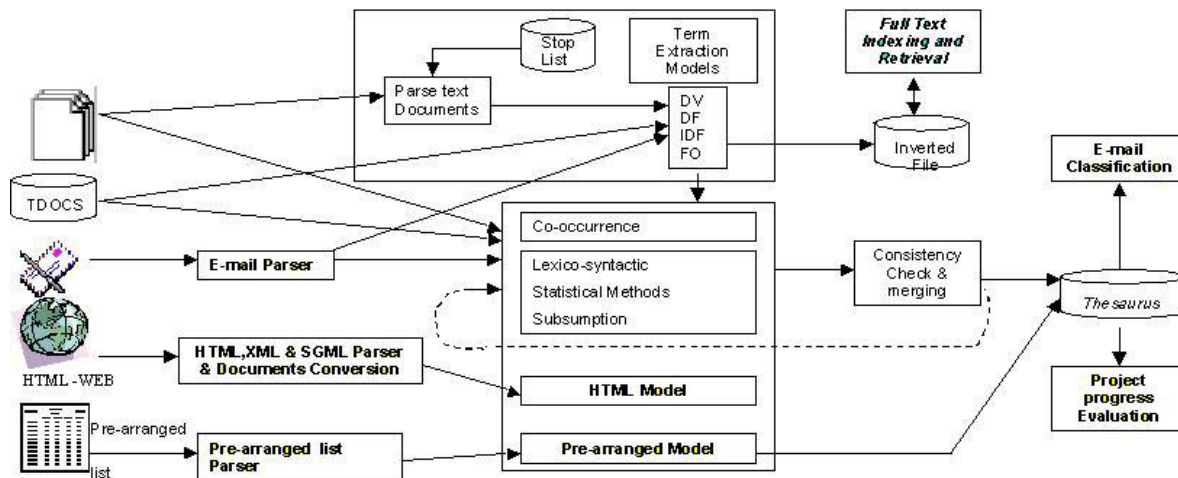 Stop
List
Term
Extraction
Models
Full Text
Indexing and
Retrieval
Parse text
Documents
DV
DF
IDF
FO
Inverted
File
E-mail
Classification
TDOCS
Co-occurrence
E-mail Parser
Lexico-syntactic
Statistical Methods
Subsumption
Consistency
Check &
merging
Thesaurus
HTML-WEB
HTML,XML & SGML Parser
& Documents Conversion
HTML Model
Project
progress
Evaluation
Pre-arranged
list
Pre-arranged list
Parser
Pre-arranged Model